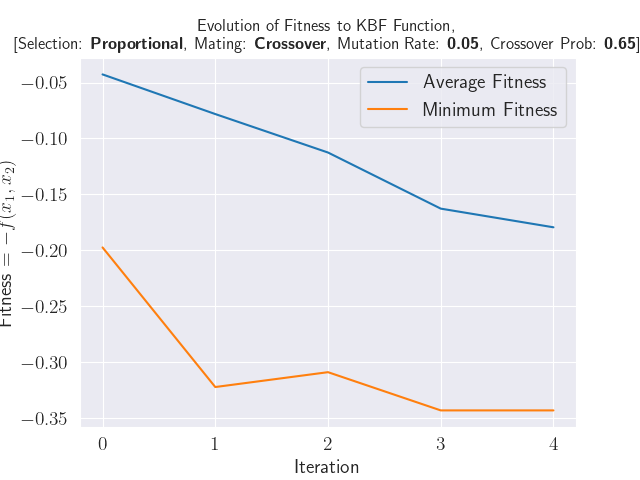 Evolution of Fitness to KBF Function,
[Selection: Proportional, Mating: Crossover, Mutation Rate: 0.05, Crossover Prob: 0.65]
Average Fitness
Minimum Fitness
−0.05
−0.10
−0.15
−0.20
−0.25
−0.30
−0.35
Fitness = −f(x₁, x₂)
0 1 2 3 4
Iteration